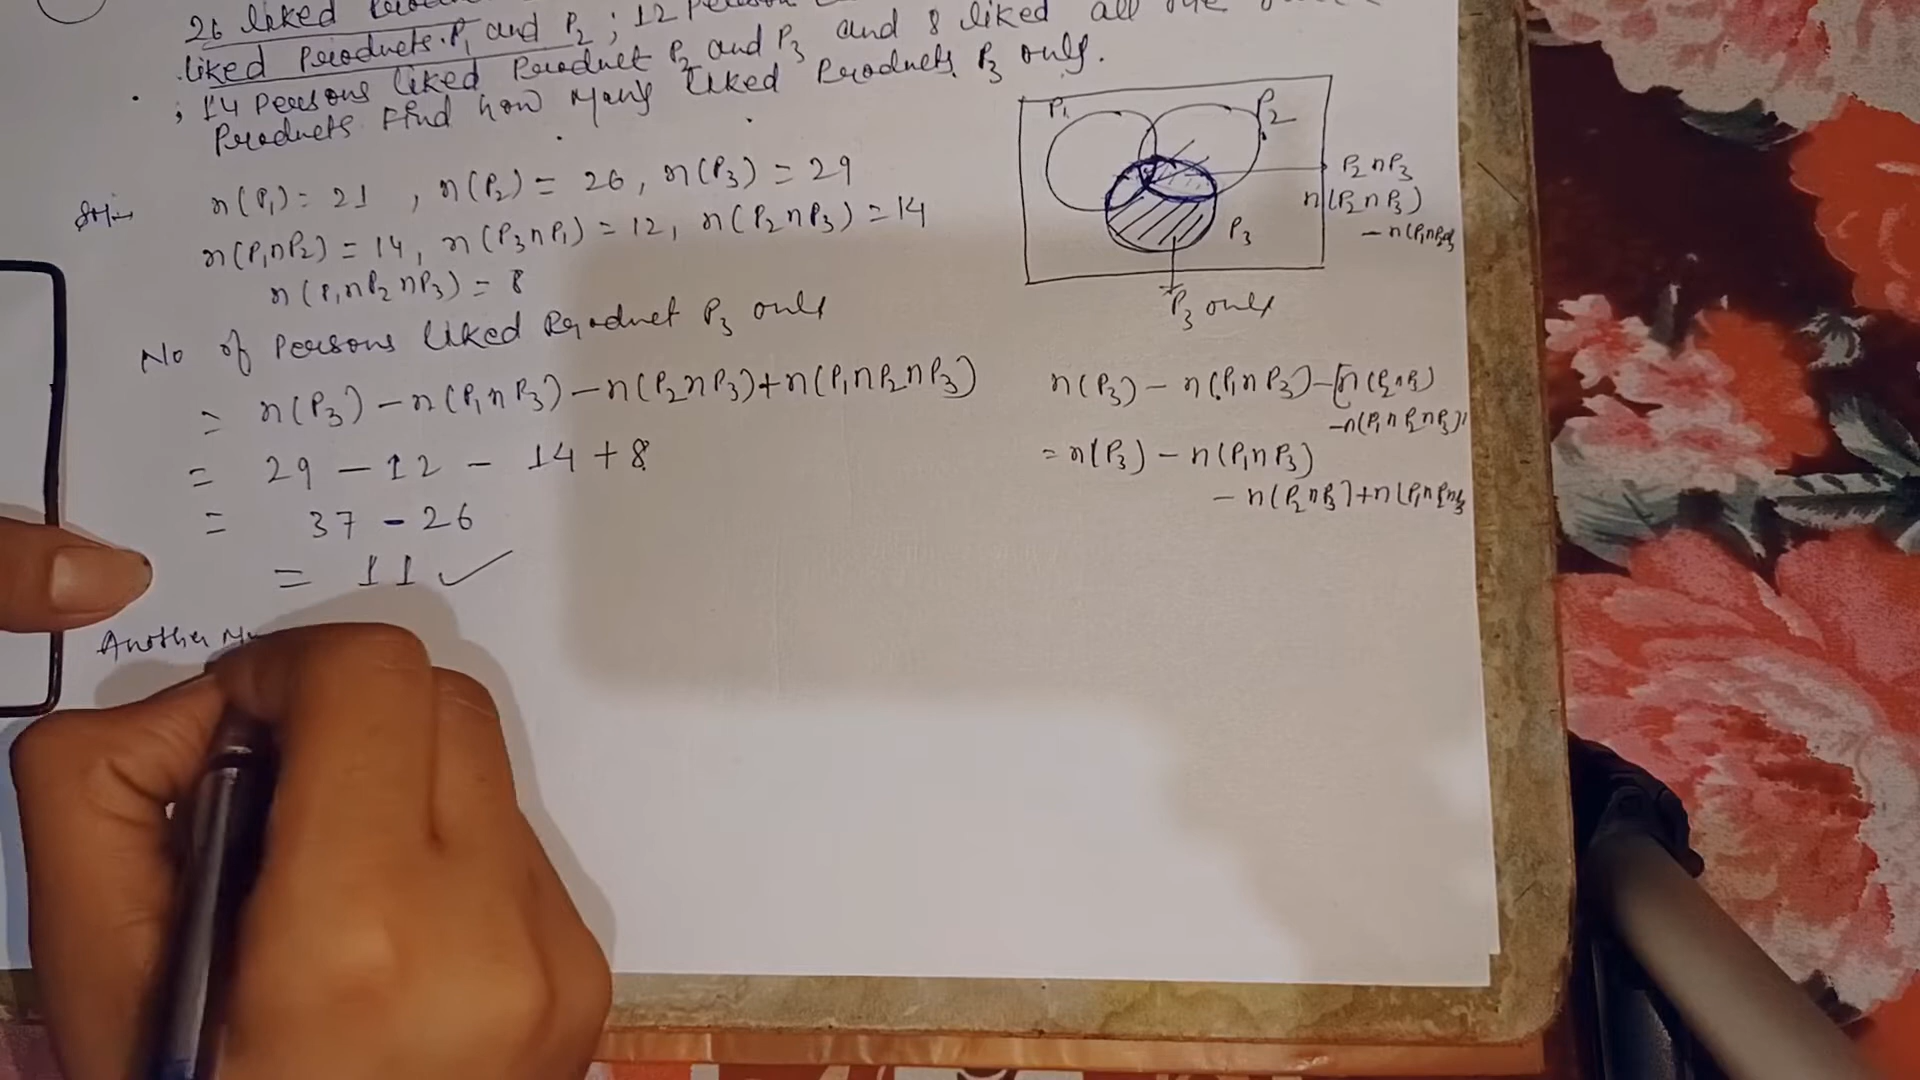 26 liked
liked Products P₁ and P₂ ; 12
; 14 Persons liked Product P₂ and P₃ and 8 liked all
Products Find how many liked Products P₃ only.
P₁
P₂
P₃
P₂∩P₃
n(P₂∩P₃)
P₃ only
Soln
n(P₁) = 21 , n(P₂) = 26, n(P₃) = 29
n(P₁∩P₂) = 14, n(P₃∩P₁) = 12, n(P₂∩P₃) = 14
n(P₁∩P₂∩P₃) = 8
No of Persons liked Product P₃ only
= n(P₃) - n(P₁∩P₃) - n(P₂∩P₃) + n(P₁∩P₂∩P₃)
= 29 - 12 - 14 + 8
= 37 - 26
= 11 ✓
Another
n(P₃) - n(P₁∩P₃) - [n(P₂∩P₃)
- n(P₁∩P₂∩P₃)]
= n(P₃) - n(P₁∩P₃)
- n(P₂∩P₃) + n(P₁∩P₂∩P₃